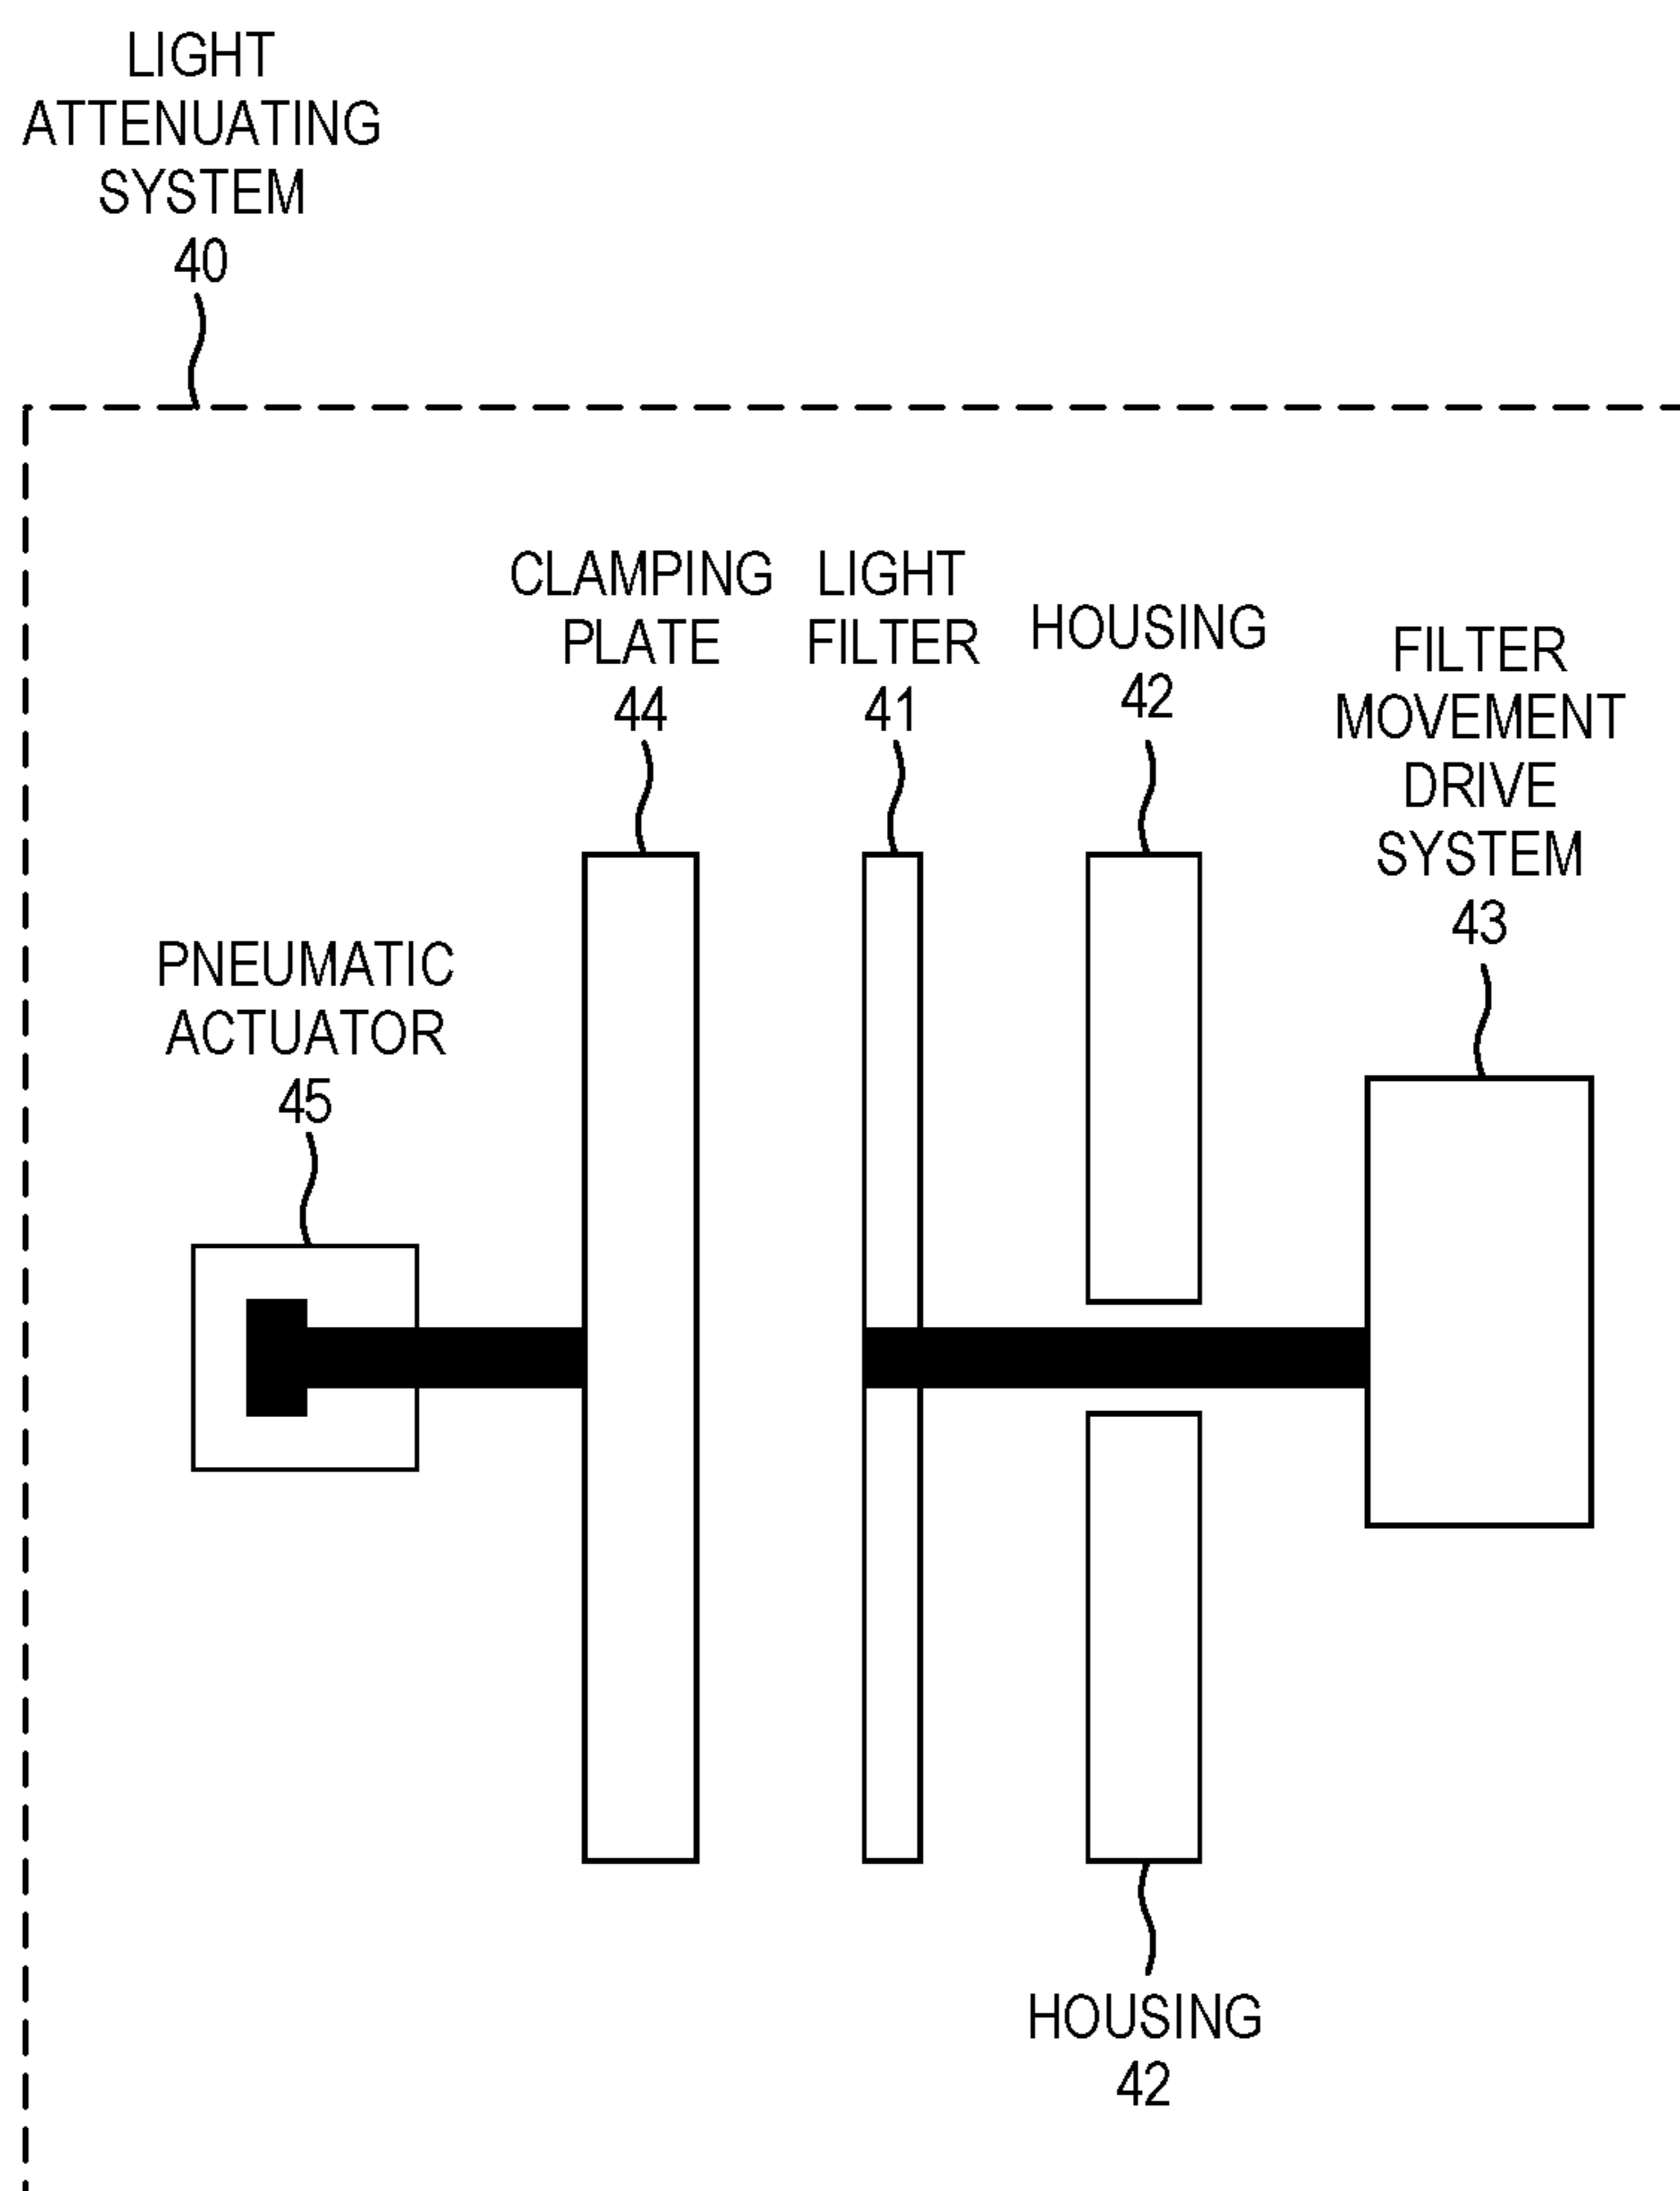 LIGHT
ATTENUATING
SYSTEM
40
CLAMPING
PLATE
44
LIGHT
FILTER
41
HOUSING
42
FILTER
MOVEMENT
DRIVE
SYSTEM
43
PNEUMATIC
ACTUATOR
45
HOUSING
42